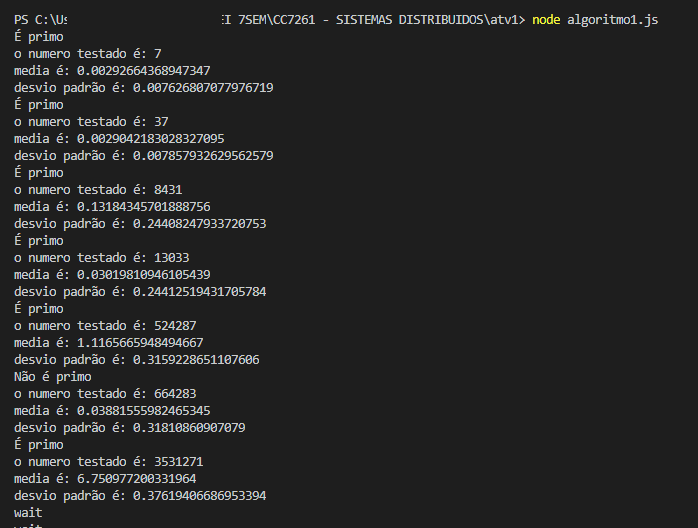 PS C:\Us EI 7SEM\CC7261 - SISTEMAS DISTRIBUIDOS\atv1> node algoritmo1.js
É primo
o numero testado é: 7
media é: 0.00292664368947347
desvio padrão é: 0.007626807077976719
É primo
o numero testado é: 37
media é: 0.0029042183028327095
desvio padrão é: 0.007857932629562579
É primo
o numero testado é: 8431
media é: 0.13184345701888756
desvio padrão é: 0.24408247933720753
É primo
o numero testado é: 13033
media é: 0.03019810946105439
desvio padrão é: 0.24412519431705784
É primo
o numero testado é: 524287
media é: 1.1165665948494667
desvio padrão é: 0.3159228651107606
Não é primo
o numero testado é: 664283
media é: 0.03881555982465345
desvio padrão é: 0.31810860907079
É primo
o numero testado é: 3531271
media é: 6.750977200331964
desvio padrão é: 0.37619406686953394
wait